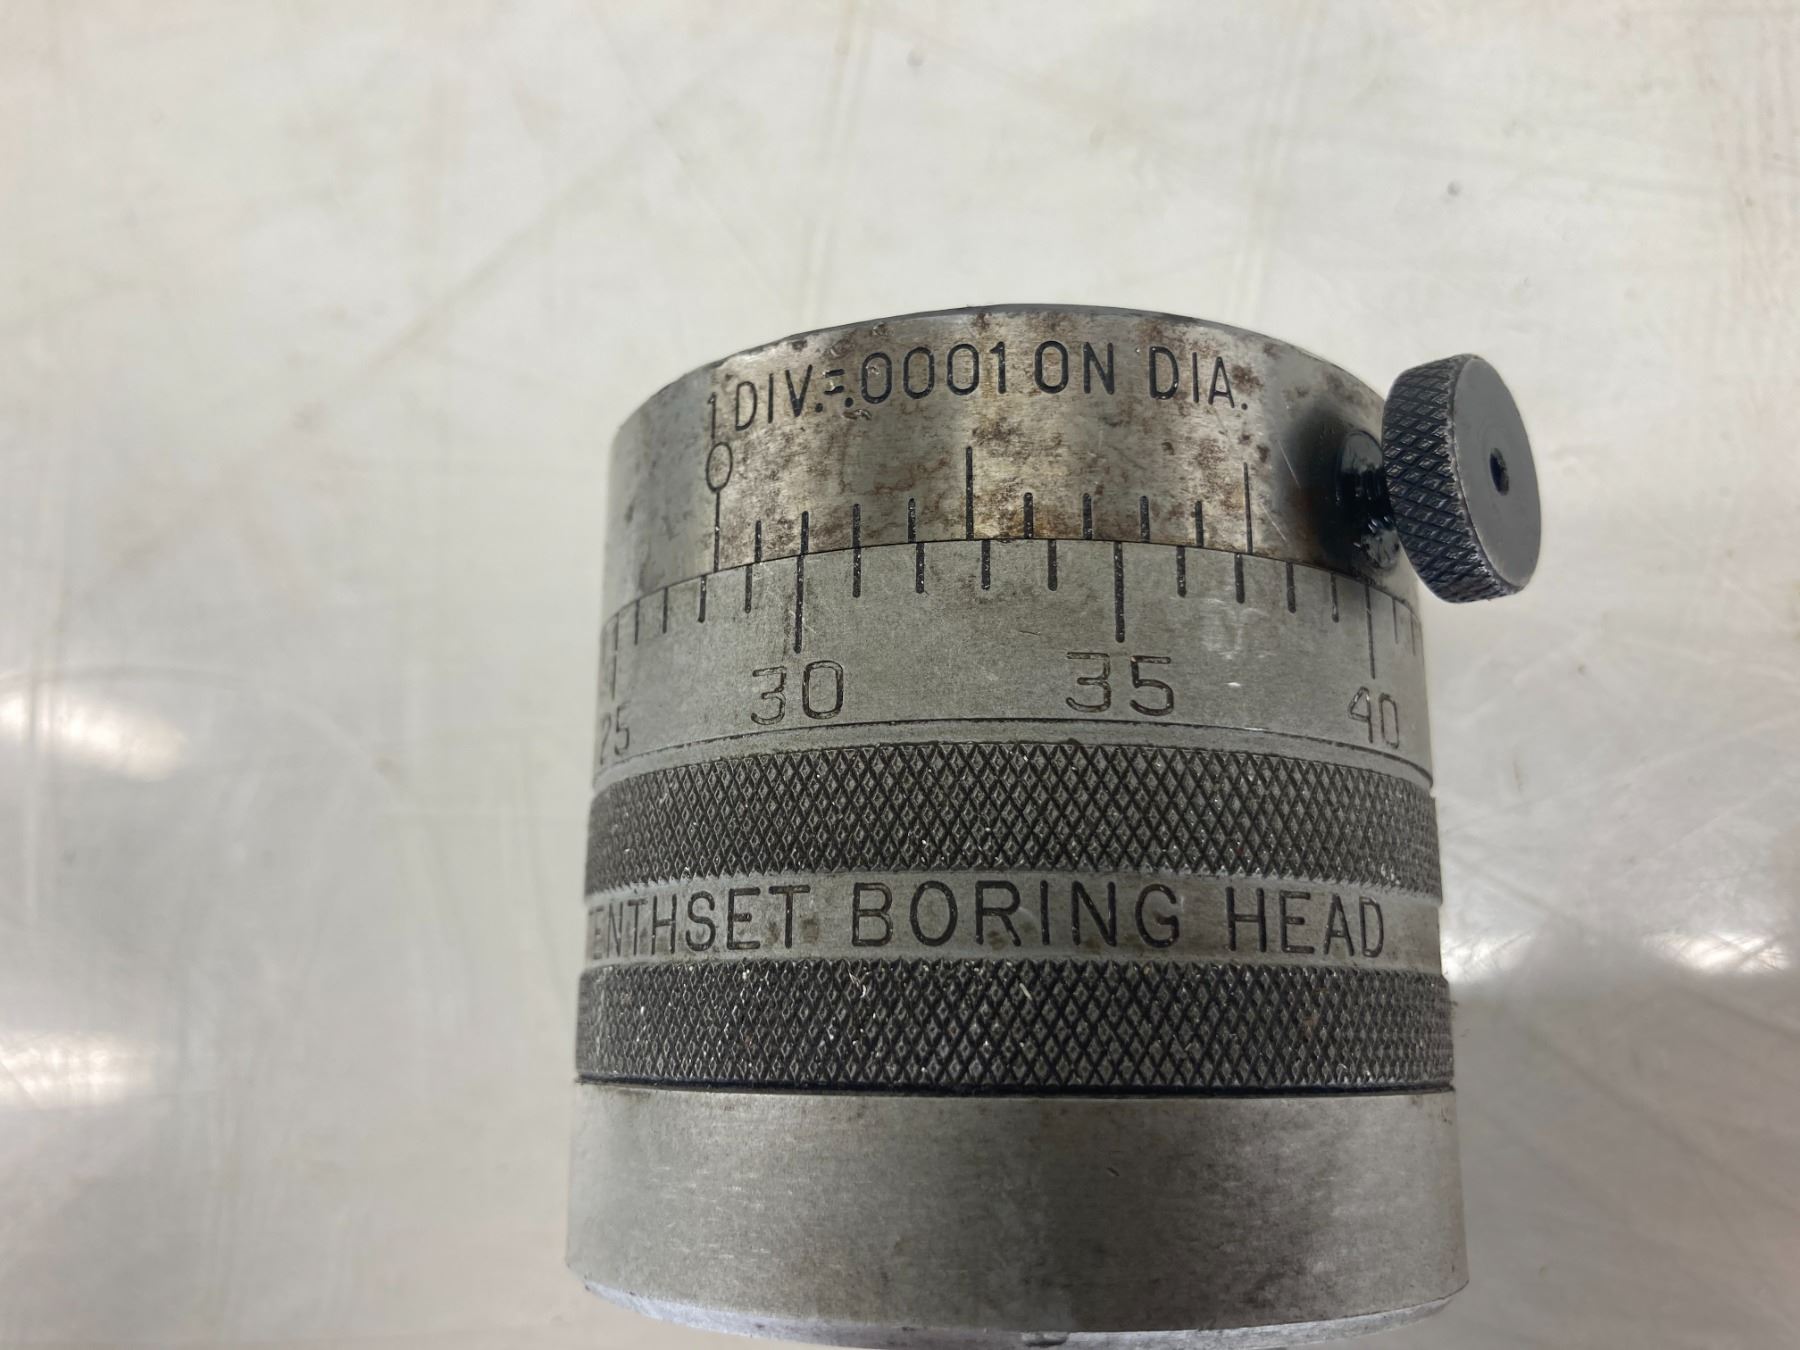 1 DIV.=.0001 ON DIA.
0
25 30 35 40
TENTHSET BORING HEAD